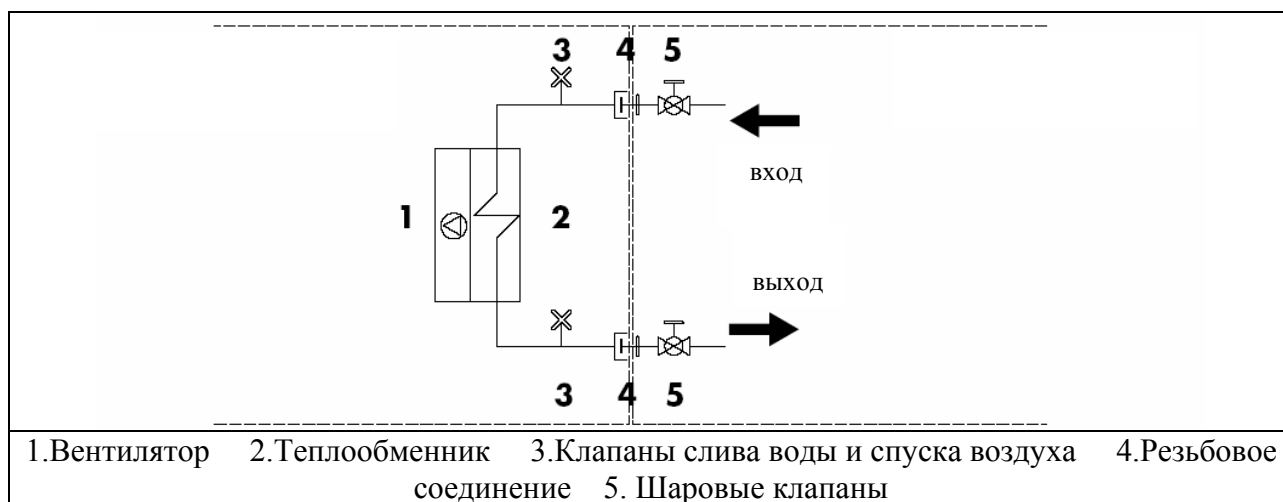 3 4 5
вход
1 2
выход
3 4 5
1.Вентилятор 2.Теплообменник 3.Клапаны слива воды и спуска воздуха 4.Резьбовое
соединение 5. Шаровые клапаны